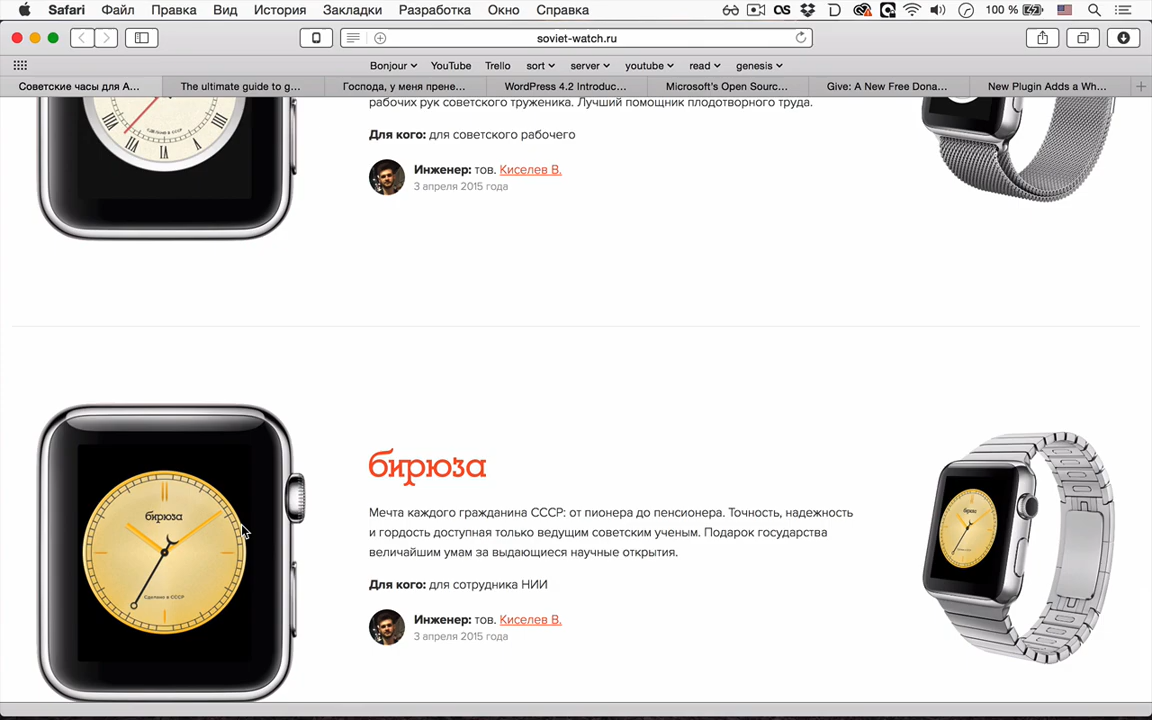 Safari Файл Правка Вид История Закладки Разработка Окно Справка 100 %
soviet-watch.ru
Bonjour YouTube Trello sort server youtube read genesis
Советские часы для A... The ultimate guide to g... Господа, у меня прене... WordPress 4.2 Introduc... Microsoft's Open Sourc... Give: A New Free Dona... New Plugin Adds a Wh...
рабочих рук советского труженика. Лучший помощник плодотворного труда.
СДЕЛАНО В СССР
Для кого: для советского рабочего
Инженер: тов. Киселев В.
3 апреля 2015 года
бирюза
бирюза
Сделано в СССР
Мечта каждого гражданина СССР: от пионера до пенсионера. Точность, надежность
и гордость доступная только ведущим советским ученым. Подарок государства
величайшим умам за выдающиеся научные открытия.
Для кого: для сотрудника НИИ
Инженер: тов. Киселев В.
3 апреля 2015 года
бирюза